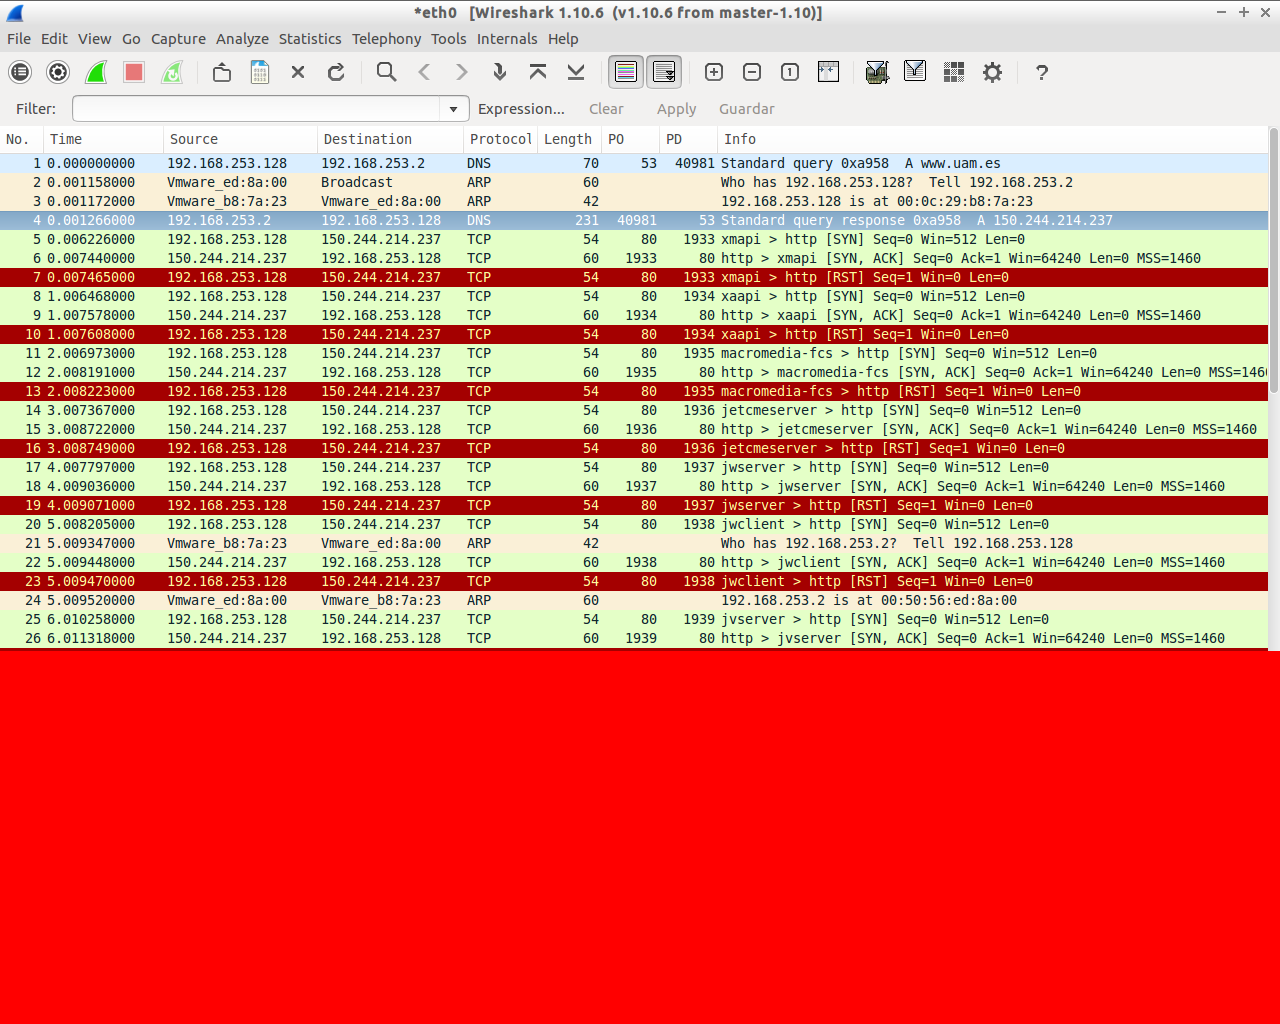 *eth0 [Wireshark 1.10.6 (v1.10.6 from master-1.10)]
File Edit View Go Capture Analyze Statistics Telephony Tools Internals Help
Filter: Expression... Clear Apply Guardar
No. Time Source Destination Protocol Length PO PD Info
1 0.000000000 192.168.253.128 192.168.253.2 DNS 70 53 40981 Standard query 0xa958 A www.uam.es
2 0.001158000 Vmware_ed:8a:00 Broadcast ARP 60 Who has 192.168.253.128? Tell 192.168.253.2
3 0.001172000 Vmware_b8:7a:23 Vmware_ed:8a:00 ARP 42 192.168.253.128 is at 00:0c:29:b8:7a:23
4 0.001266000 192.168.253.2 192.168.253.128 DNS 231 40981 53 Standard query response 0xa958 A 150.244.214.237
5 0.006226000 192.168.253.128 150.244.214.237 TCP 54 80 1933 xmapi > http [SYN] Seq=0 Win=512 Len=0
6 0.007440000 150.244.214.237 192.168.253.128 TCP 60 1933 80 http > xmapi [SYN, ACK] Seq=0 Ack=1 Win=64240 Len=0 MSS=1460
7 0.007465000 192.168.253.128 150.244.214.237 TCP 54 80 1933 xmapi > http [RST] Seq=1 Win=0 Len=0
8 1.006468000 192.168.253.128 150.244.214.237 TCP 54 80 1934 xaapi > http [SYN] Seq=0 Win=512 Len=0
9 1.007578000 150.244.214.237 192.168.253.128 TCP 60 1934 80 http > xaapi [SYN, ACK] Seq=0 Ack=1 Win=64240 Len=0 MSS=1460
10 1.007608000 192.168.253.128 150.244.214.237 TCP 54 80 1934 xaapi > http [RST] Seq=1 Win=0 Len=0
11 2.006973000 192.168.253.128 150.244.214.237 TCP 54 80 1935 macromedia-fcs > http [SYN] Seq=0 Win=512 Len=0
12 2.008191000 150.244.214.237 192.168.253.128 TCP 60 1935 80 http > macromedia-fcs [SYN, ACK] Seq=0 Ack=1 Win=64240 Len=0 MSS=1460
13 2.008223000 192.168.253.128 150.244.214.237 TCP 54 80 1935 macromedia-fcs > http [RST] Seq=1 Win=0 Len=0
14 3.007367000 192.168.253.128 150.244.214.237 TCP 54 80 1936 jetcmeserver > http [SYN] Seq=0 Win=512 Len=0
15 3.008722000 150.244.214.237 192.168.253.128 TCP 60 1936 80 http > jetcmeserver [SYN, ACK] Seq=0 Ack=1 Win=64240 Len=0 MSS=1460
16 3.008749000 192.168.253.128 150.244.214.237 TCP 54 80 1936 jetcmeserver > http [RST] Seq=1 Win=0 Len=0
17 4.007797000 192.168.253.128 150.244.214.237 TCP 54 80 1937 jwserver > http [SYN] Seq=0 Win=512 Len=0
18 4.009036000 150.244.214.237 192.168.253.128 TCP 60 1937 80 http > jwserver [SYN, ACK] Seq=0 Ack=1 Win=64240 Len=0 MSS=1460
19 4.009071000 192.168.253.128 150.244.214.237 TCP 54 80 1937 jwserver > http [RST] Seq=1 Win=0 Len=0
20 5.008205000 192.168.253.128 150.244.214.237 TCP 54 80 1938 jwclient > http [SYN] Seq=0 Win=512 Len=0
21 5.009347000 Vmware_b8:7a:23 Vmware_ed:8a:00 ARP 42 Who has 192.168.253.2? Tell 192.168.253.128
22 5.009448000 150.244.214.237 192.168.253.128 TCP 60 1938 80 http > jwclient [SYN, ACK] Seq=0 Ack=1 Win=64240 Len=0 MSS=1460
23 5.009470000 192.168.253.128 150.244.214.237 TCP 54 80 1938 jwclient > http [RST] Seq=1 Win=0 Len=0
24 5.009520000 Vmware_ed:8a:00 Vmware_b8:7a:23 ARP 60 192.168.253.2 is at 00:50:56:ed:8a:00
25 6.010258000 192.168.253.128 150.244.214.237 TCP 54 80 1939 jvserver > http [SYN] Seq=0 Win=512 Len=0
26 6.011318000 150.244.214.237 192.168.253.128 TCP 60 1939 80 http > jvserver [SYN, ACK] Seq=0 Ack=1 Win=64240 Len=0 MSS=1460